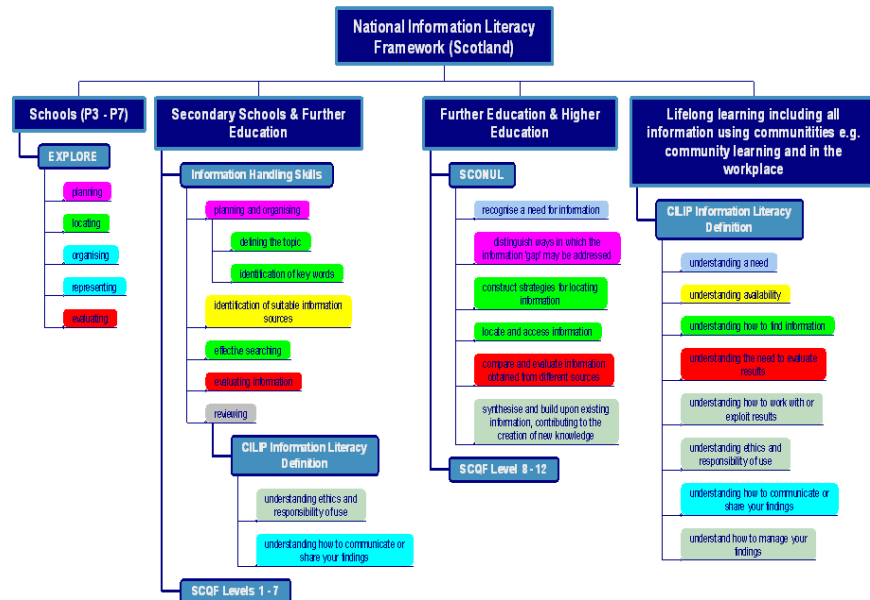 National Information Literacy
Framework (Scotland)
Schools (P3 - P7)
EXPLORE
planning
locating
organising
representing
evaluating
Secondary Schools & Further
Education
Information Handling Skills
planning and organising
defining the topic
identification of key words
identification of suitable information
sources
effective searching
evaluating information
reviewing
CILIP Information Literacy
Definition
understanding ethics and
responsibility of use
understanding how to communicate or
share your findings
SCQF Levels 1 - 7
Further Education & Higher
Education
SCONUL
recognise a need for information
distinguish ways in which the
information 'gap' may be addressed
construct strategies for locating
information
locate and access information
compare and evaluate information
obtained from different sources
synthesise and build upon existing
information, contributing to the
creation of new knowledge
SCQF Level 8 - 12
Lifelong learning including all
information using communitities e.g.
community learning and in the
workplace
CILIP Information Literacy
Definition
understanding a need
understanding availability
understanding how to find information
understanding the need to evaluate
results
understanding how to work with or
exploit results
understanding ethics and
responsibility of use
understanding how to communicate or
share your findings
understand how to manage your
findings